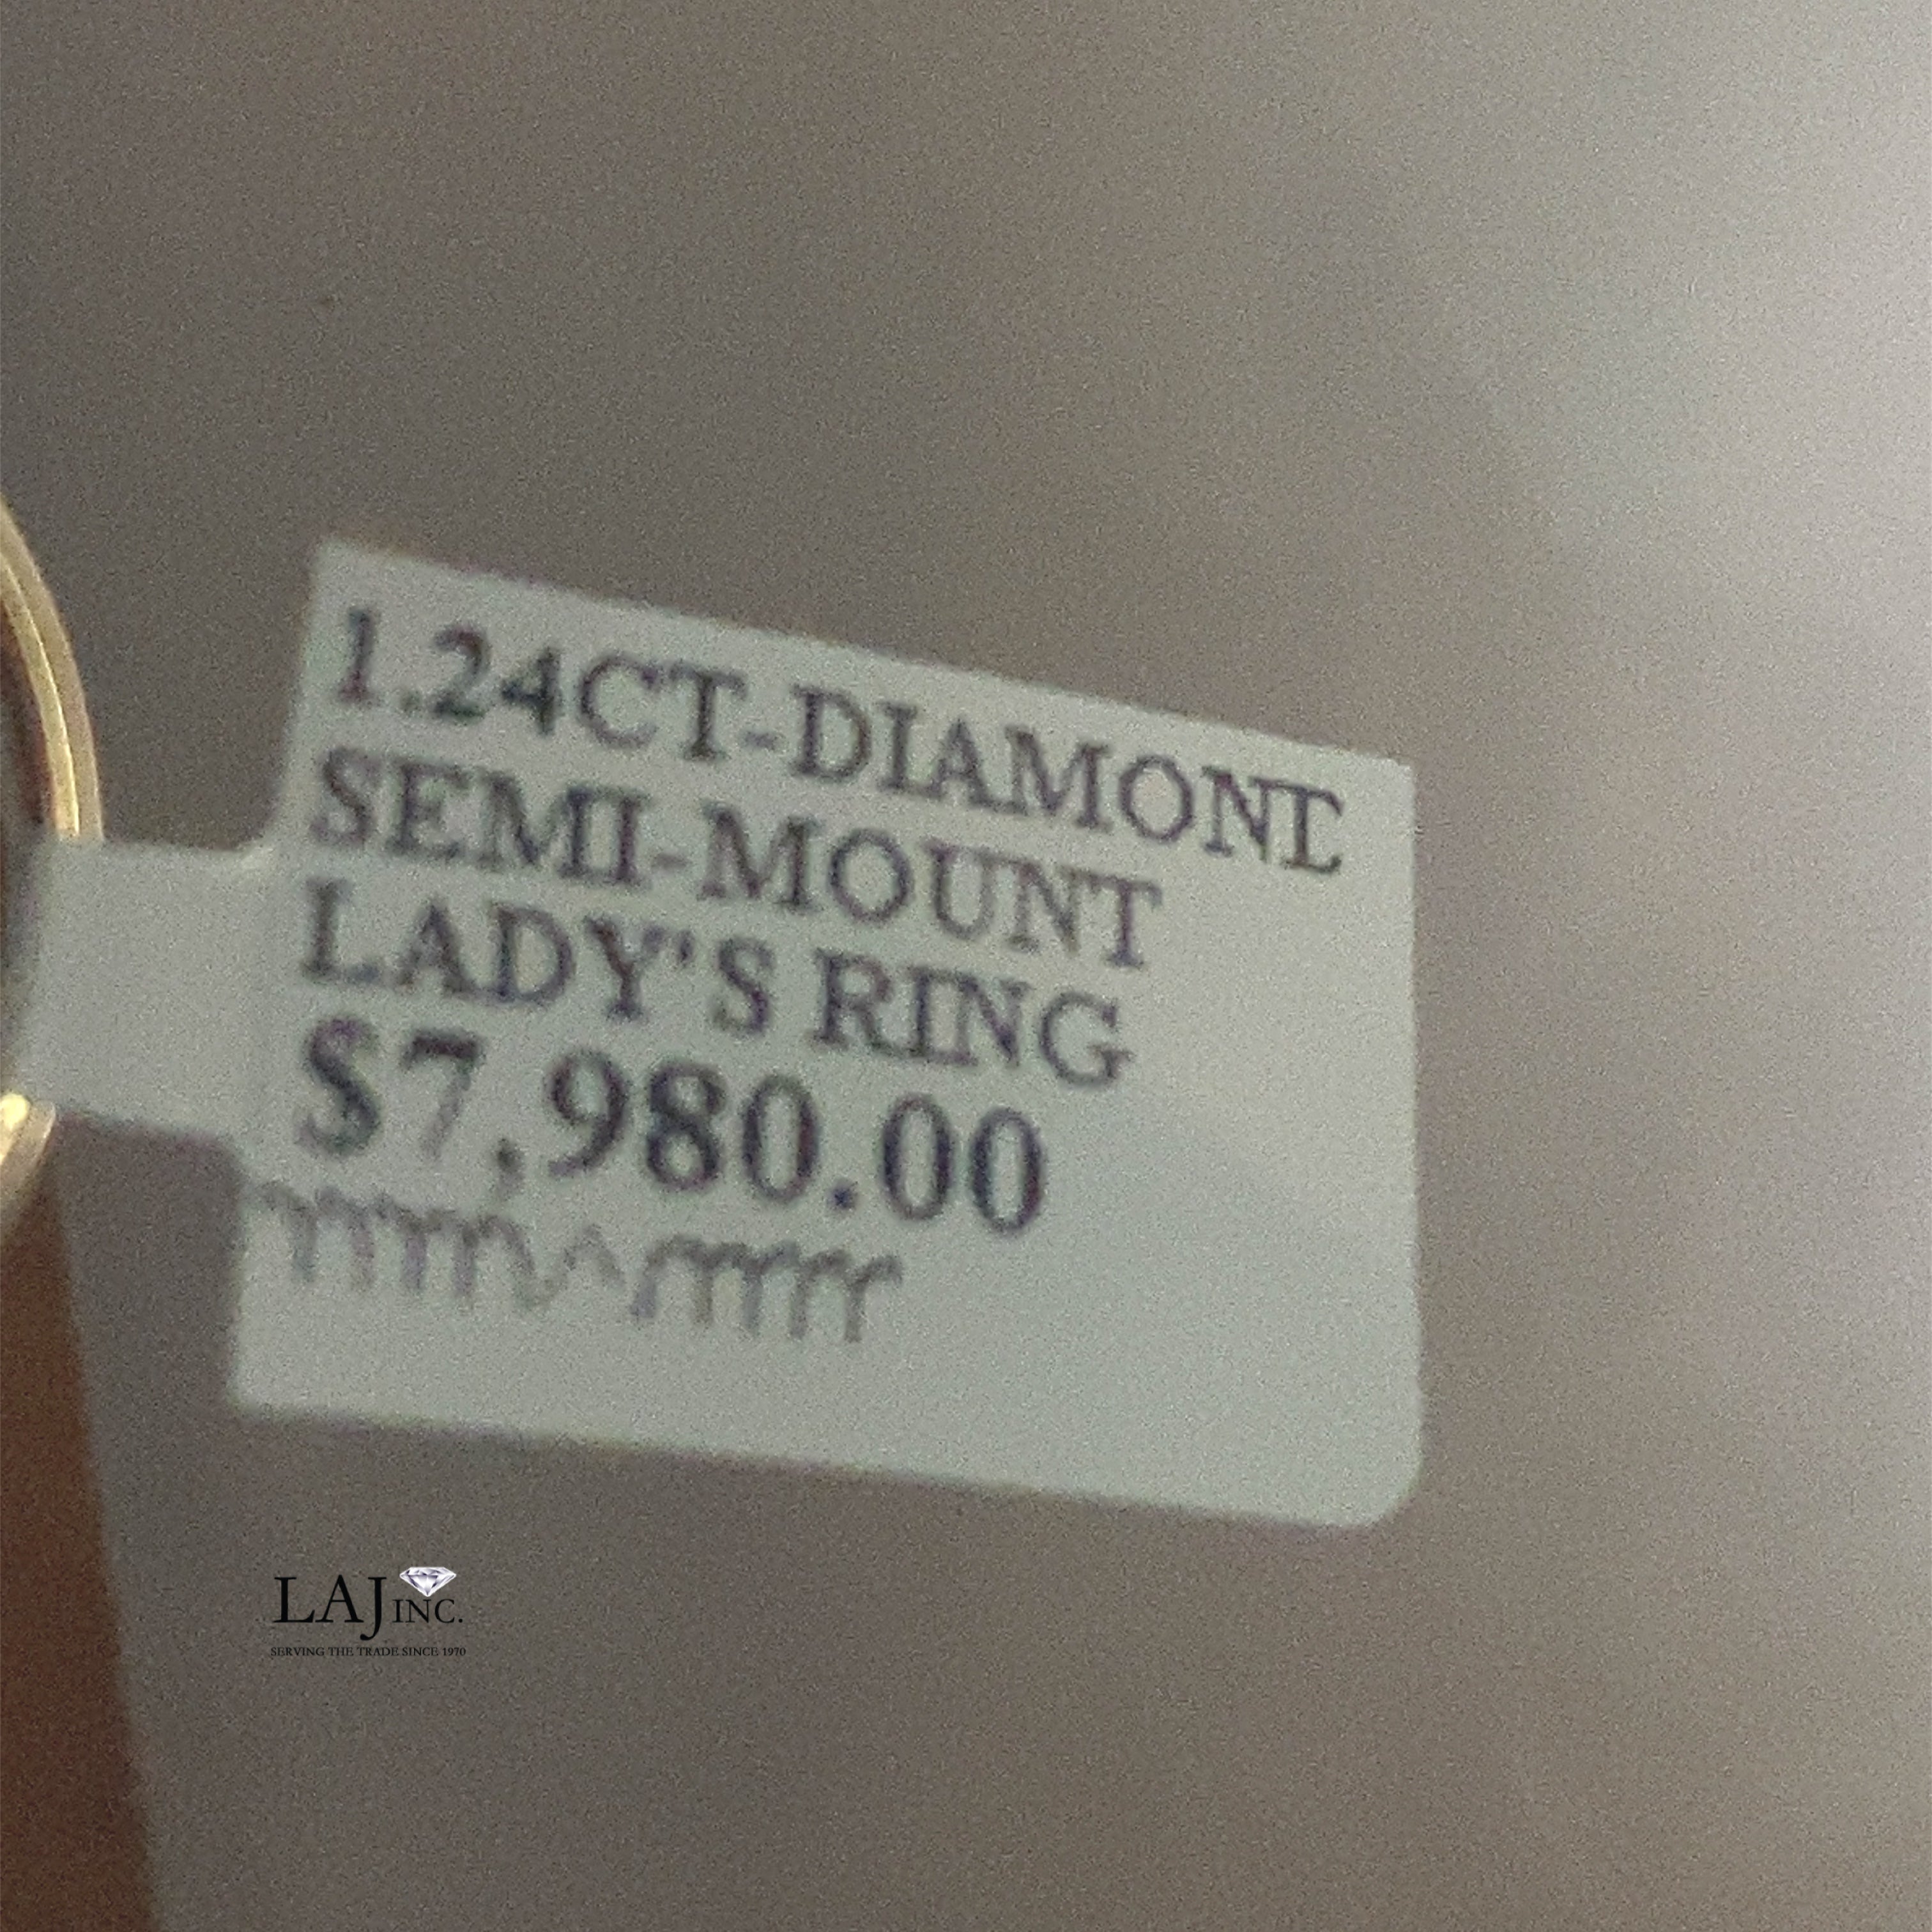 1.24CT-DIAMOND
SEMI-MOUNT
LADY'S RING
$7,980.00
LAJ INC.
SERVING THE TRADE SINCE 1970